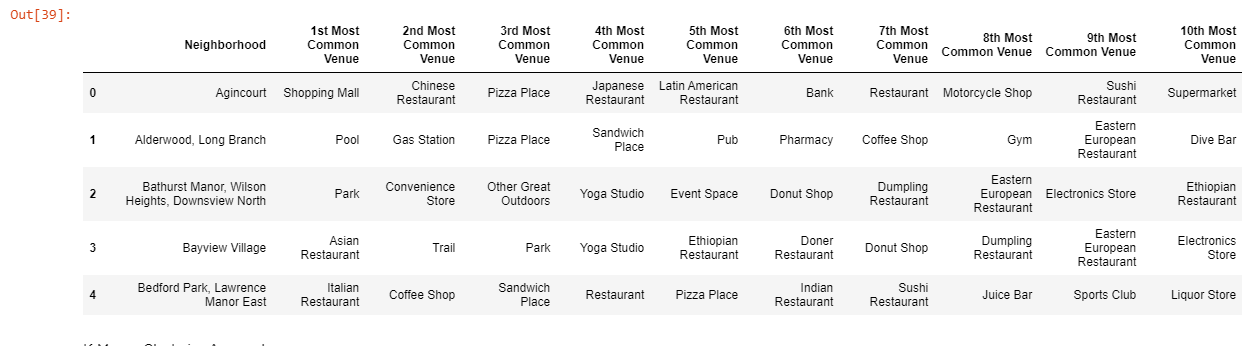 Out[39]:
Neighborhood 1st Most Common Venue 2nd Most Common Venue 3rd Most Common Venue 4th Most Common Venue 5th Most Common Venue 6th Most Common Venue 7th Most Common Venue 8th Most Common Venue 9th Most Common Venue 10th Most Common Venue
0 Agincourt Shopping Mall Chinese Restaurant Pizza Place Japanese Restaurant Latin American Restaurant Bank Restaurant Motorcycle Shop Sushi Restaurant Supermarket
1 Alderwood, Long Branch Pool Gas Station Pizza Place Sandwich Place Pub Pharmacy Coffee Shop Gym Eastern European Restaurant Dive Bar
2 Bathurst Manor, Wilson Heights, Downsview North Park Convenience Store Other Great Outdoors Yoga Studio Event Space Donut Shop Dumpling Restaurant Eastern European Restaurant Electronics Store Ethiopian Restaurant
3 Bayview Village Asian Restaurant Trail Park Yoga Studio Ethiopian Restaurant Doner Restaurant Donut Shop Dumpling Restaurant Eastern European Restaurant Electronics Store
4 Bedford Park, Lawrence Manor East Italian Restaurant Coffee Shop Sandwich Place Restaurant Pizza Place Indian Restaurant Sushi Restaurant Juice Bar Sports Club Liquor Store